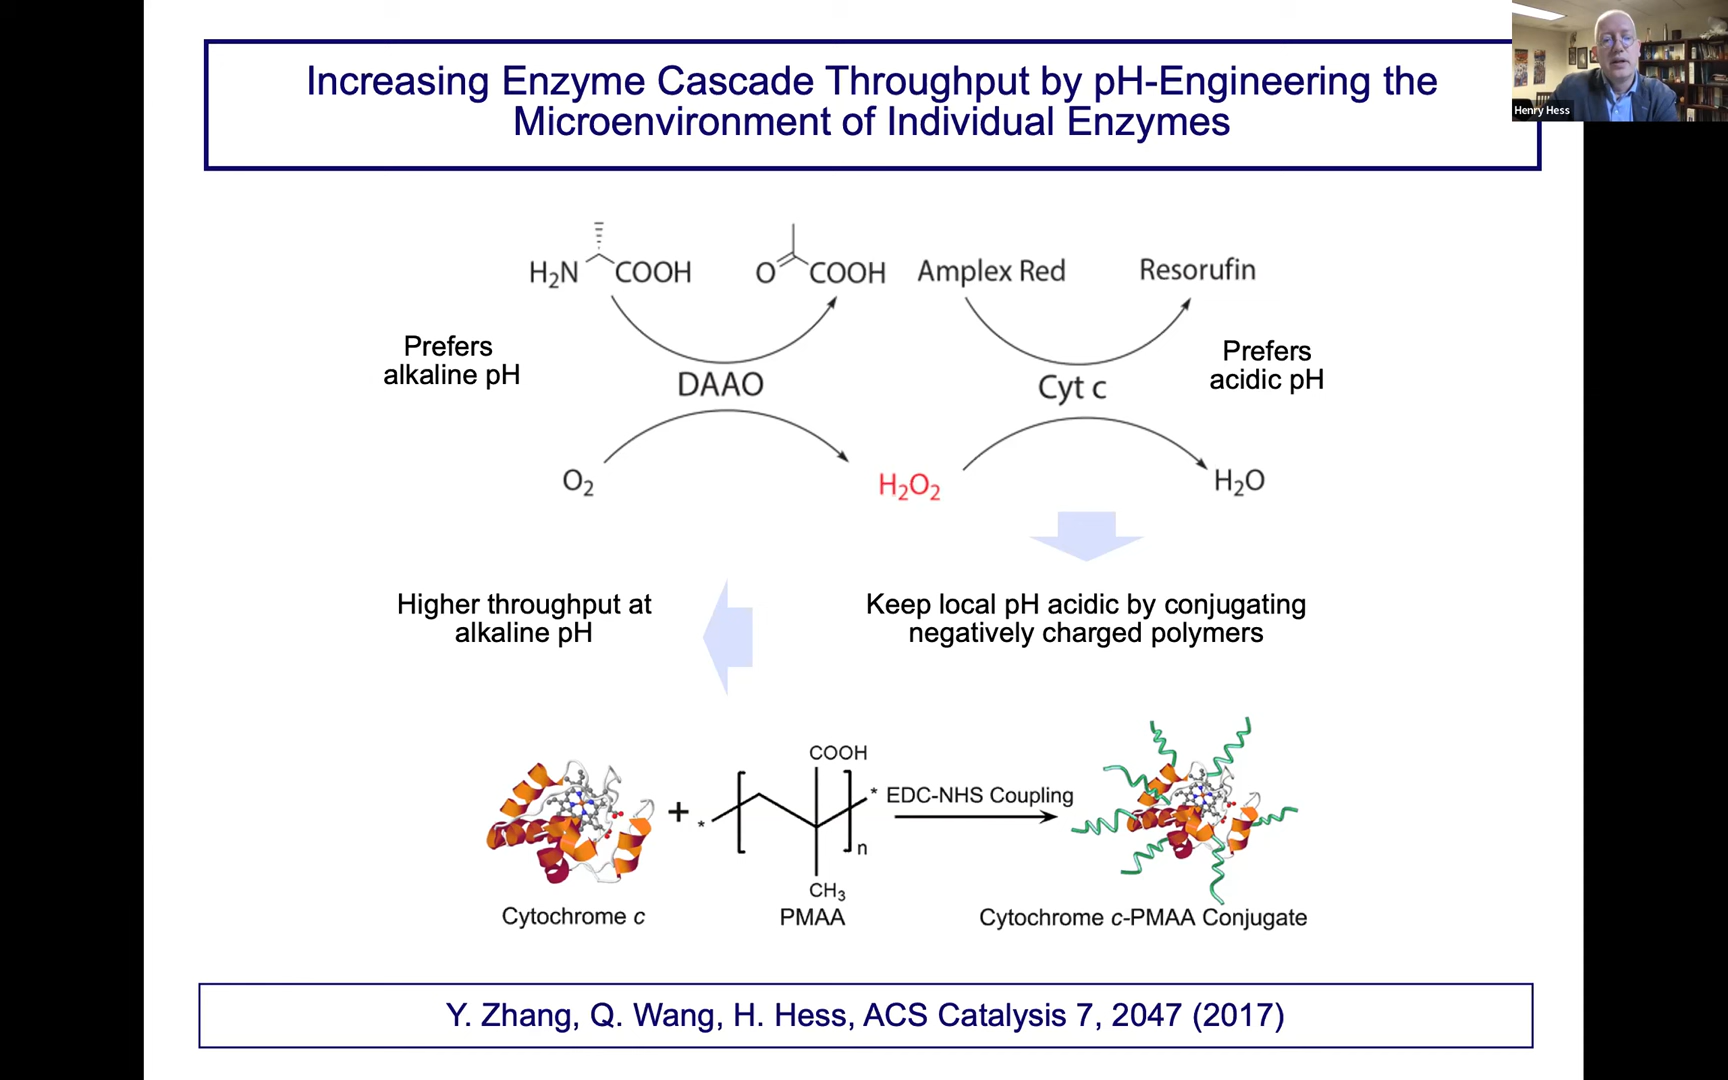 Increasing Enzyme Cascade Throughput by pH-Engineering the
Microenvironment of Individual Enzymes
Henry Hess
H₂N COOH
O COOH
Amplex Red
Resorufin
Prefers
alkaline pH
DAAO
Cyt c
Prefers
acidic pH
O₂
H₂O₂
H₂O
Higher throughput at
alkaline pH
Keep local pH acidic by conjugating
negatively charged polymers
COOH
+
*
*
n
CH₃
EDC-NHS Coupling
Cytochrome c
PMAA
Cytochrome c-PMAA Conjugate
Y. Zhang, Q. Wang, H. Hess, ACS Catalysis 7, 2047 (2017)